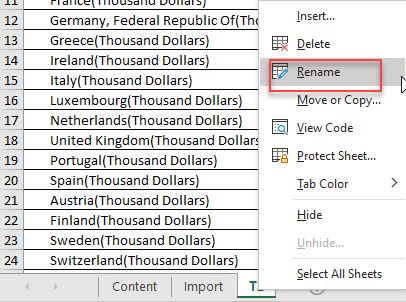 11 France(Thousand Dollars)
12 Germany, Federal Republic Of(Tho
13 Greece(Thousand Dollars)
14 Ireland(Thousand Dollars)
15 Italy(Thousand Dollars)
16 Luxembourg(Thousand Dollars)
17 Netherlands(Thousand Dollars)
18 United Kingdom(Thousand Dollars)
19 Portugal(Thousand Dollars)
20 Spain(Thousand Dollars)
21 Austria(Thousand Dollars)
22 Finland(Thousand Dollars)
23 Sweden(Thousand Dollars)
24 Switzerland(Thousand Dollars)
Content Import
Insert...
Delete
Rename
Move or Copy...
View Code
Protect Sheet...
Tab Color
Hide
Unhide...
Select All Sheets